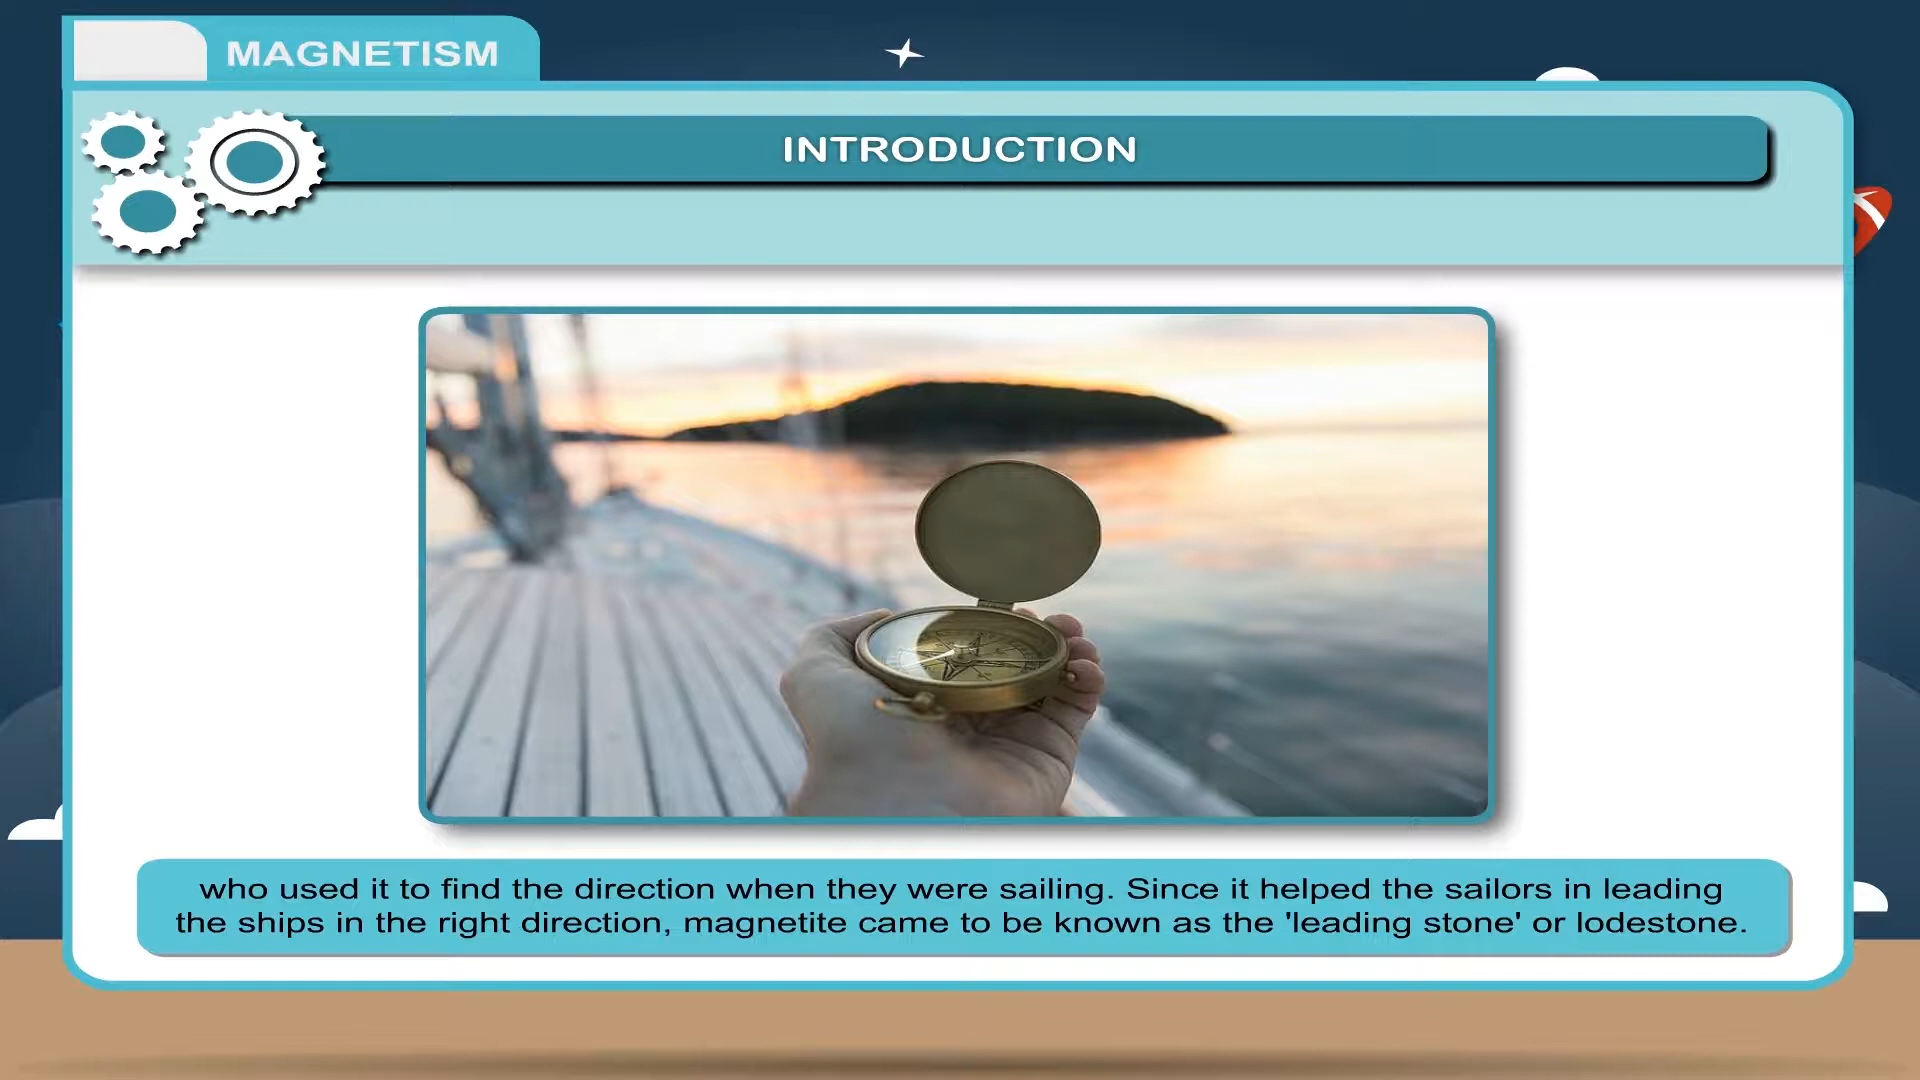 MAGNETISM
INTRODUCTION
who used it to find the direction when they were sailing. Since it helped the sailors in leading
the ships in the right direction, magnetite came to be known as the 'leading stone' or lodestone.